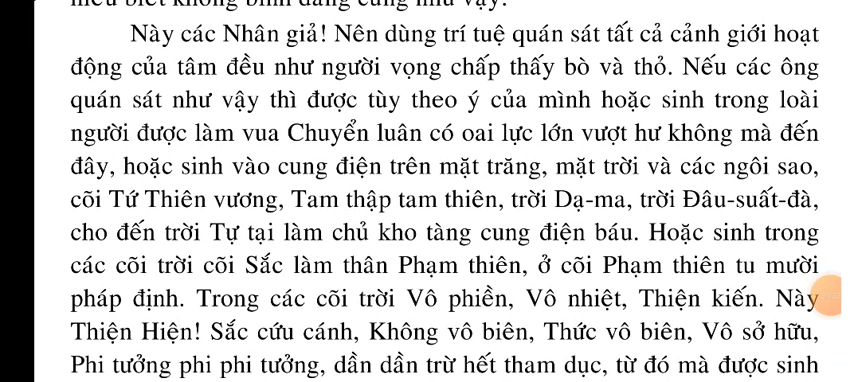 Này các Nhân giả! Nên dùng trí tuệ quán sát tất cả cảnh giới hoạt
động của tâm đều như người vọng chấp thấy bò và thỏ. Nếu các ông
quán sát như vậy thì được tùy theo ý của mình hoặc sinh trong loài
người được làm vua Chuyển luân có oai lực lớn vượt hư không mà đến
đây, hoặc sinh vào cung điện trên mặt trăng, mặt trời và các ngôi sao,
cõi Tứ Thiên vương, Tam thập tam thiên, trời Dạ-ma, trời Đâu-suất-đà,
cho đến trời Tự tại làm chủ kho tàng cung điện báu. Hoặc sinh trong
các cõi trời cõi Sắc làm thân Phạm thiên, ở cõi Phạm thiên tu mười
pháp định. Trong các cõi trời Vô phiền, Vô nhiệt, Thiện kiến. Này
Thiện Hiện! Sắc cứu cánh, Không vô biên, Thức vô biên, Vô sở hữu,
Phi tưởng phi phi tưởng, dần dần trừ hết tham dục, từ đó mà được sinh